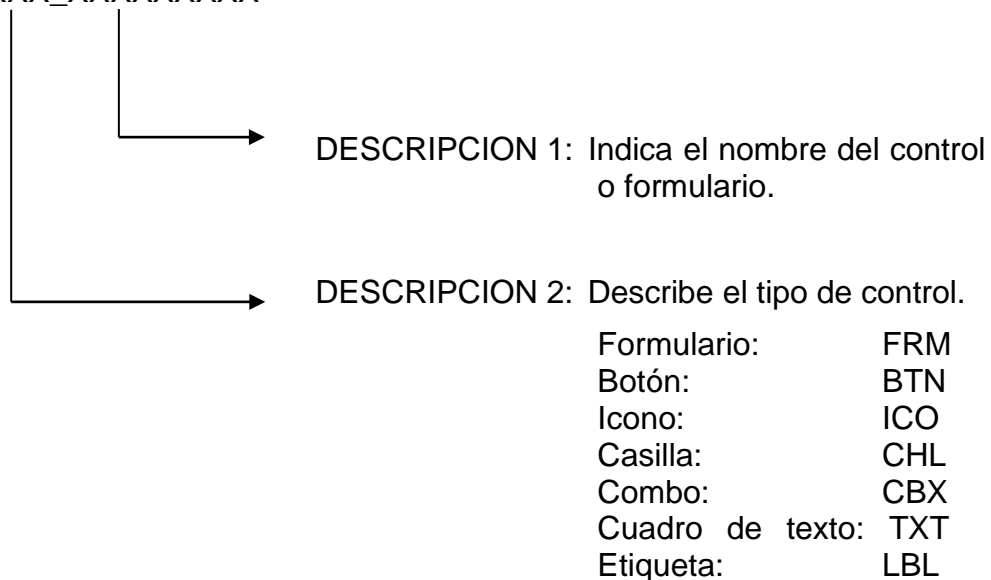 DESCRIPCION 1: Indica el nombre del control
o formulario.
DESCRIPCION 2: Describe el tipo de control.
Formulario: FRM
Botón: BTN
Icono: ICO
Casilla: CHL
Combo: CBX
Cuadro de texto: TXT
Etiqueta: LBL